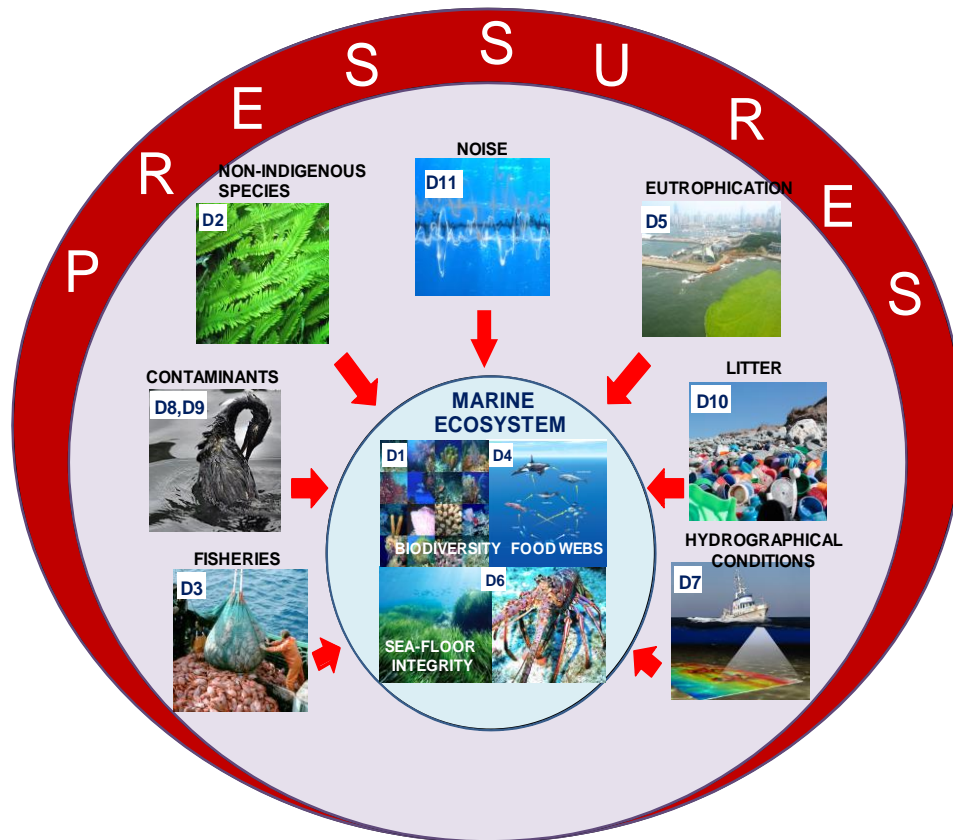 PRESSURES
NOISE
D11
NON-INDIGENOUS
SPECIES
D2
EUTROPHICATION
D5
CONTAMINANTS
D8,D9
LITTER
D10
FISHERIES
D3
HYDROGRAPHICAL
CONDITIONS
D7
MARINE
ECOSYSTEM
D1
BIODIVERSITY
D4
FOOD WEBS
D6
SEA-FLOOR
INTEGRITY